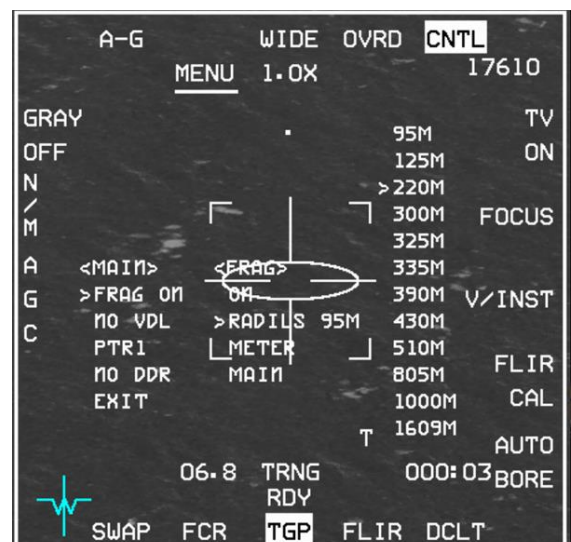 A-G WIDE OVRD CNTL
MENU 1.0X 17610
GRAY TV
OFF ON
95M
125M
>220M
300M FOCUS
325M
335M
390M V/INST
430M
510M
805M FLIR
1000M CAL
1609M
T AUTO
BORE
N
/
M
A
G
C
<MAIN> <FRAG>
>FRAG ON ON
NO VDL >RADIUS 95M
PTR1 METER
NO DDR MAIN
EXIT
06.8 TRNG 000:03
RDY
W
SWAP FCR TGP FLIR DCLT